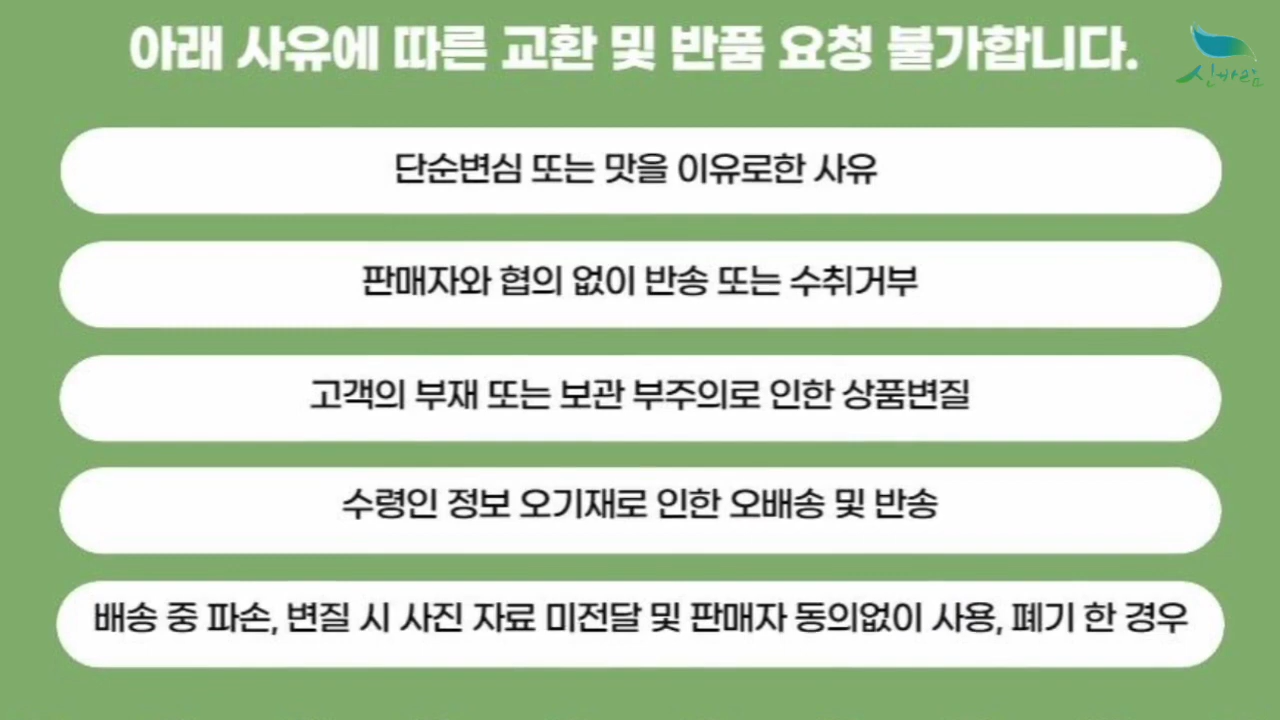 아래 사유에 따른 교환 및 반품 요청 불가합니다.
신바람
단순변심 또는 맛을 이유로한 사유
판매자와 협의 없이 반송 또는 수취거부
고객의 부재 또는 보관 부주의로 인한 상품변질
수령인 정보 오기재로 인한 오배송 및 반송
배송 중 파손, 변질 시 사진 자료 미전달 및 판매자 동의없이 사용, 폐기 한 경우